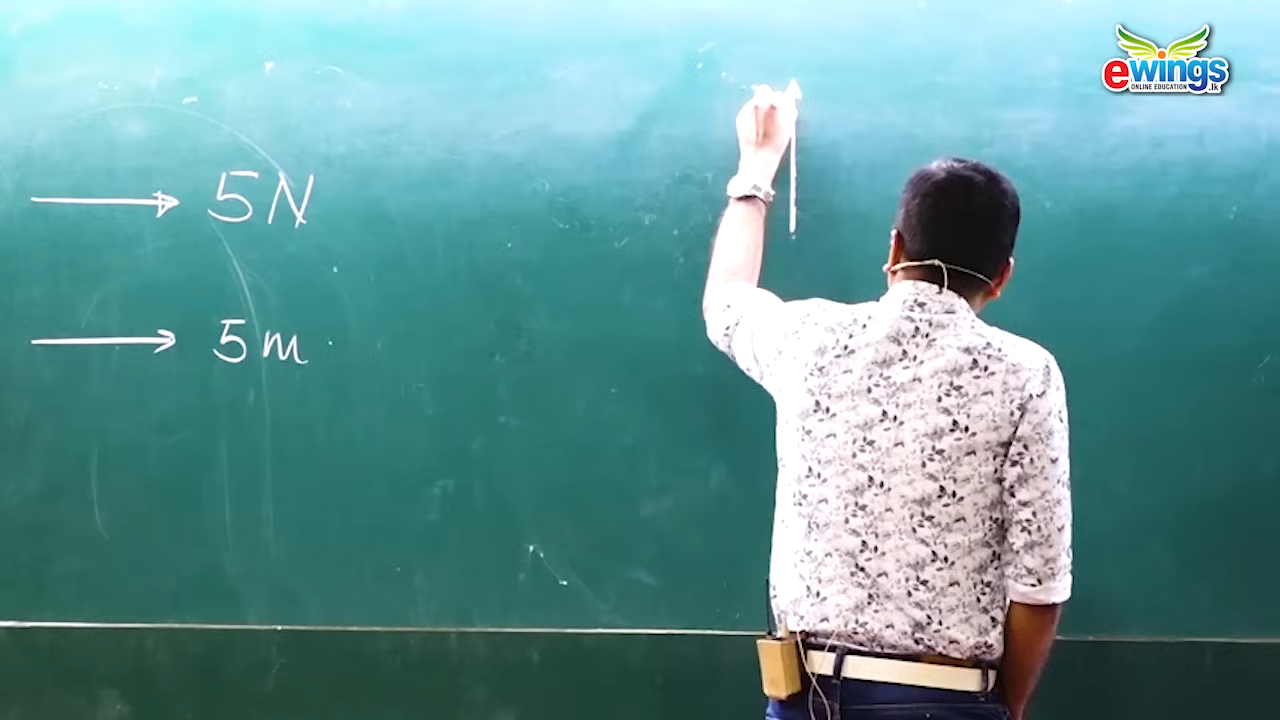 ewings
ONLINE EDUCATION .lk
→ 5N
→ 5m